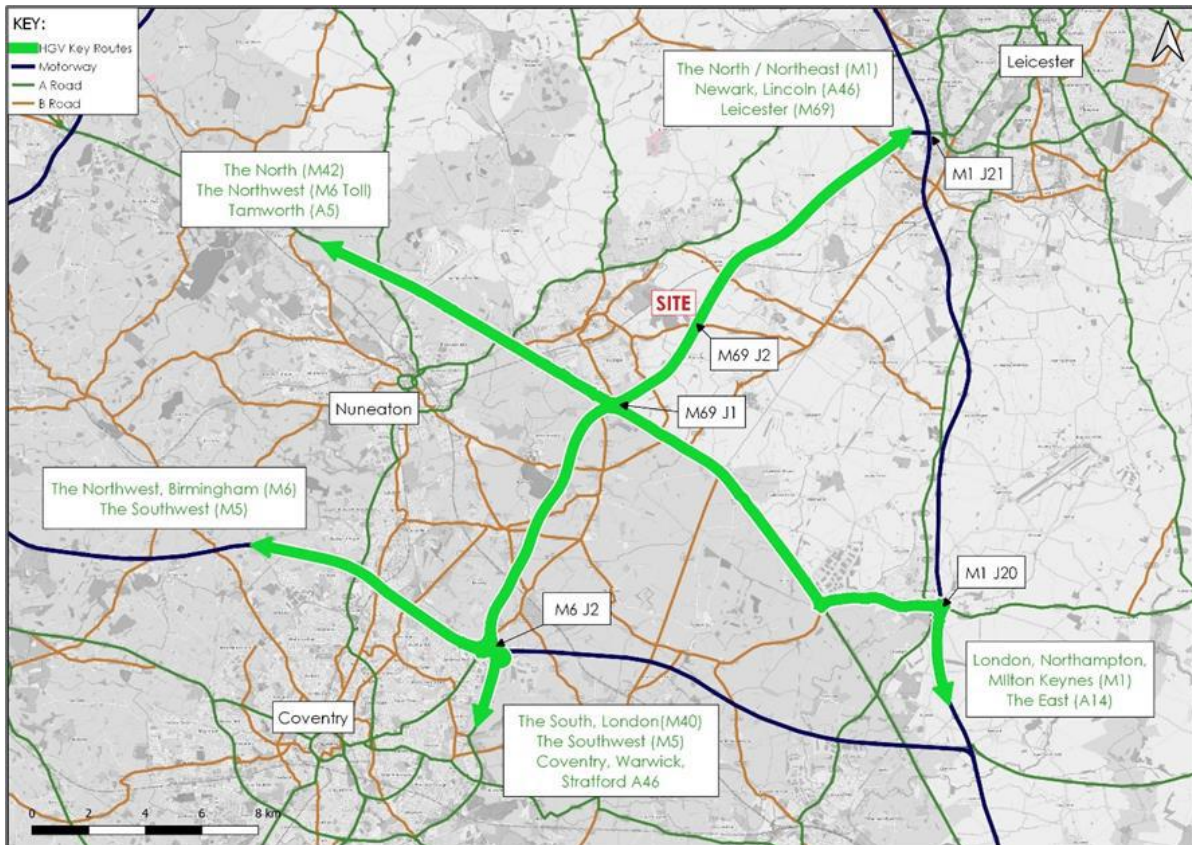 KEY:
HGV Key Routes
Motorway
A Road
B Road
The North / Northeast (M1)
Newark, Lincoln (A46)
Leicester (M69)
Leicester
M1 J21
The North (M42)
The Northwest (M6 Toll)
Tamworth (A5)
SITE
M69 J2
Nuneaton
M69 J1
The Northwest, Birmingham (M6)
The Southwest (M5)
M1 J20
M6 J2
London, Northampton,
Milton Keynes (M1)
The East (A14)
Coventry
The South, London(M40)
The Southwest (M5)
Coventry, Warwick,
Stratford A46
0 2 4 6 8 km